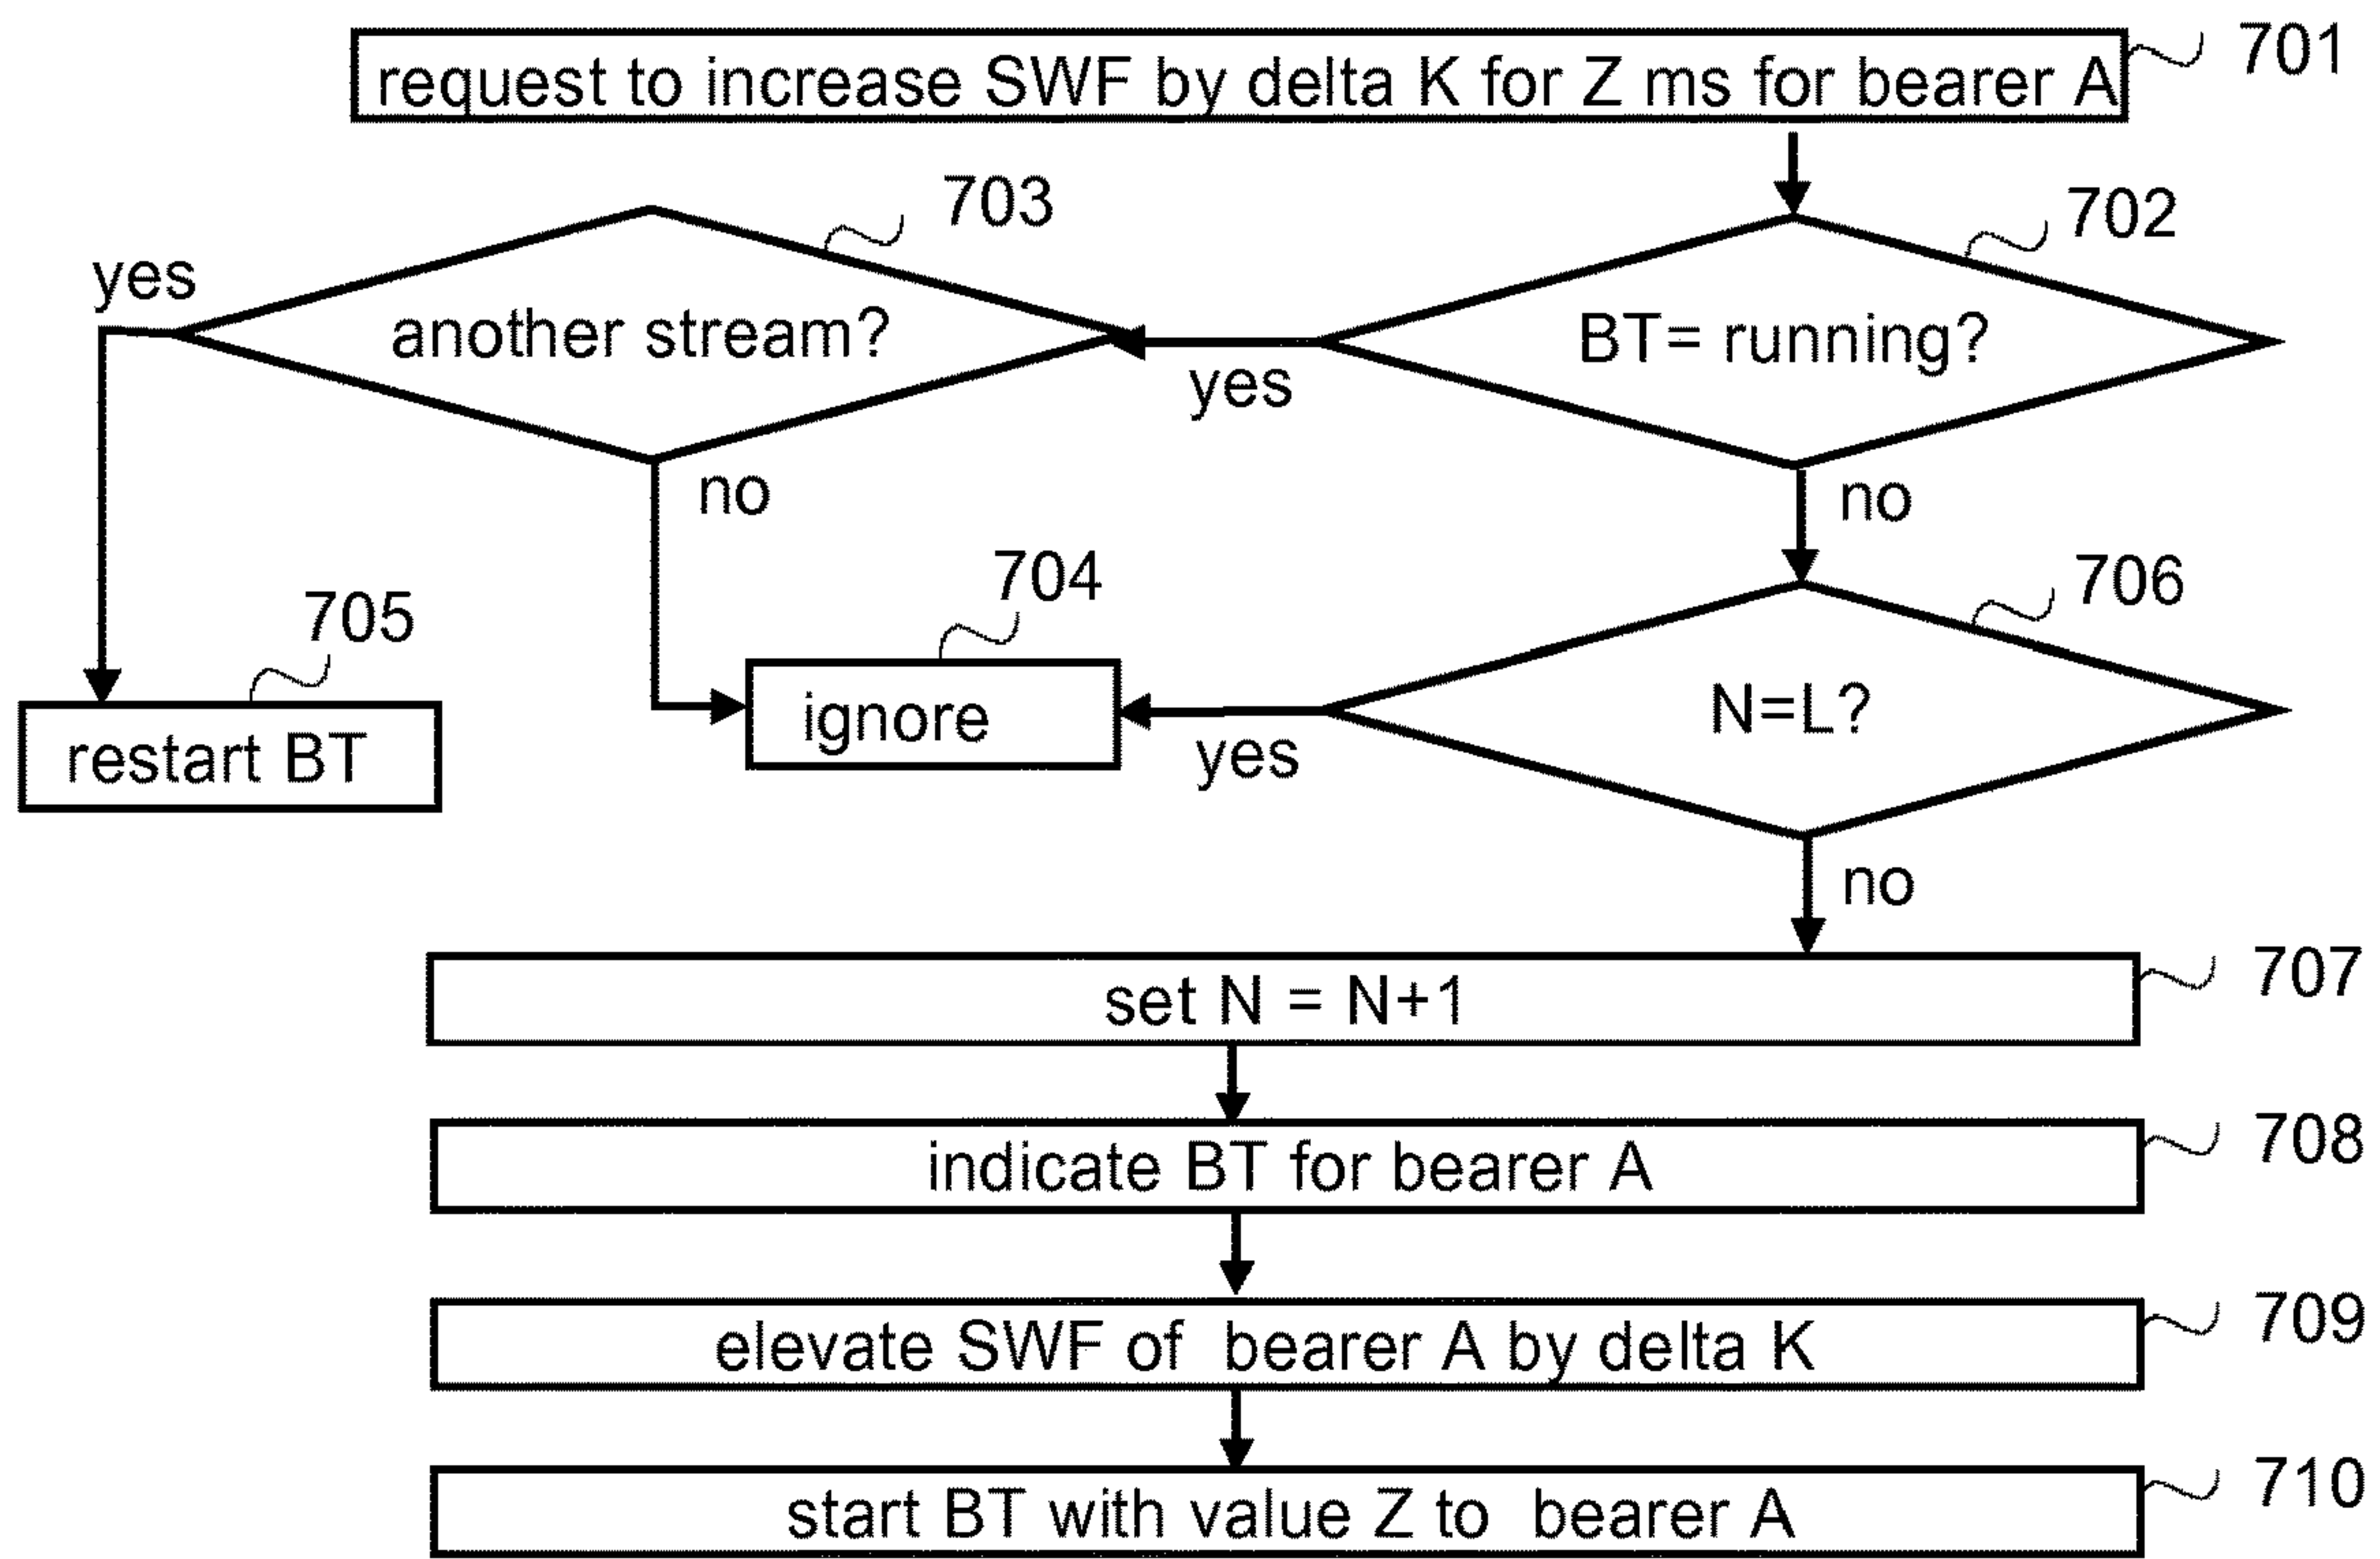 701
request to increase SWF by delta K for Z ms for bearer A
703
702
yes
another stream?
BT= running?
yes
no
no
704
706
705
ignore
N=L?
restart BT
yes
no
707
set N = N+1
708
indicate BT for bearer A
709
elevate SWF of bearer A by delta K
710
start BT with value Z to bearer A